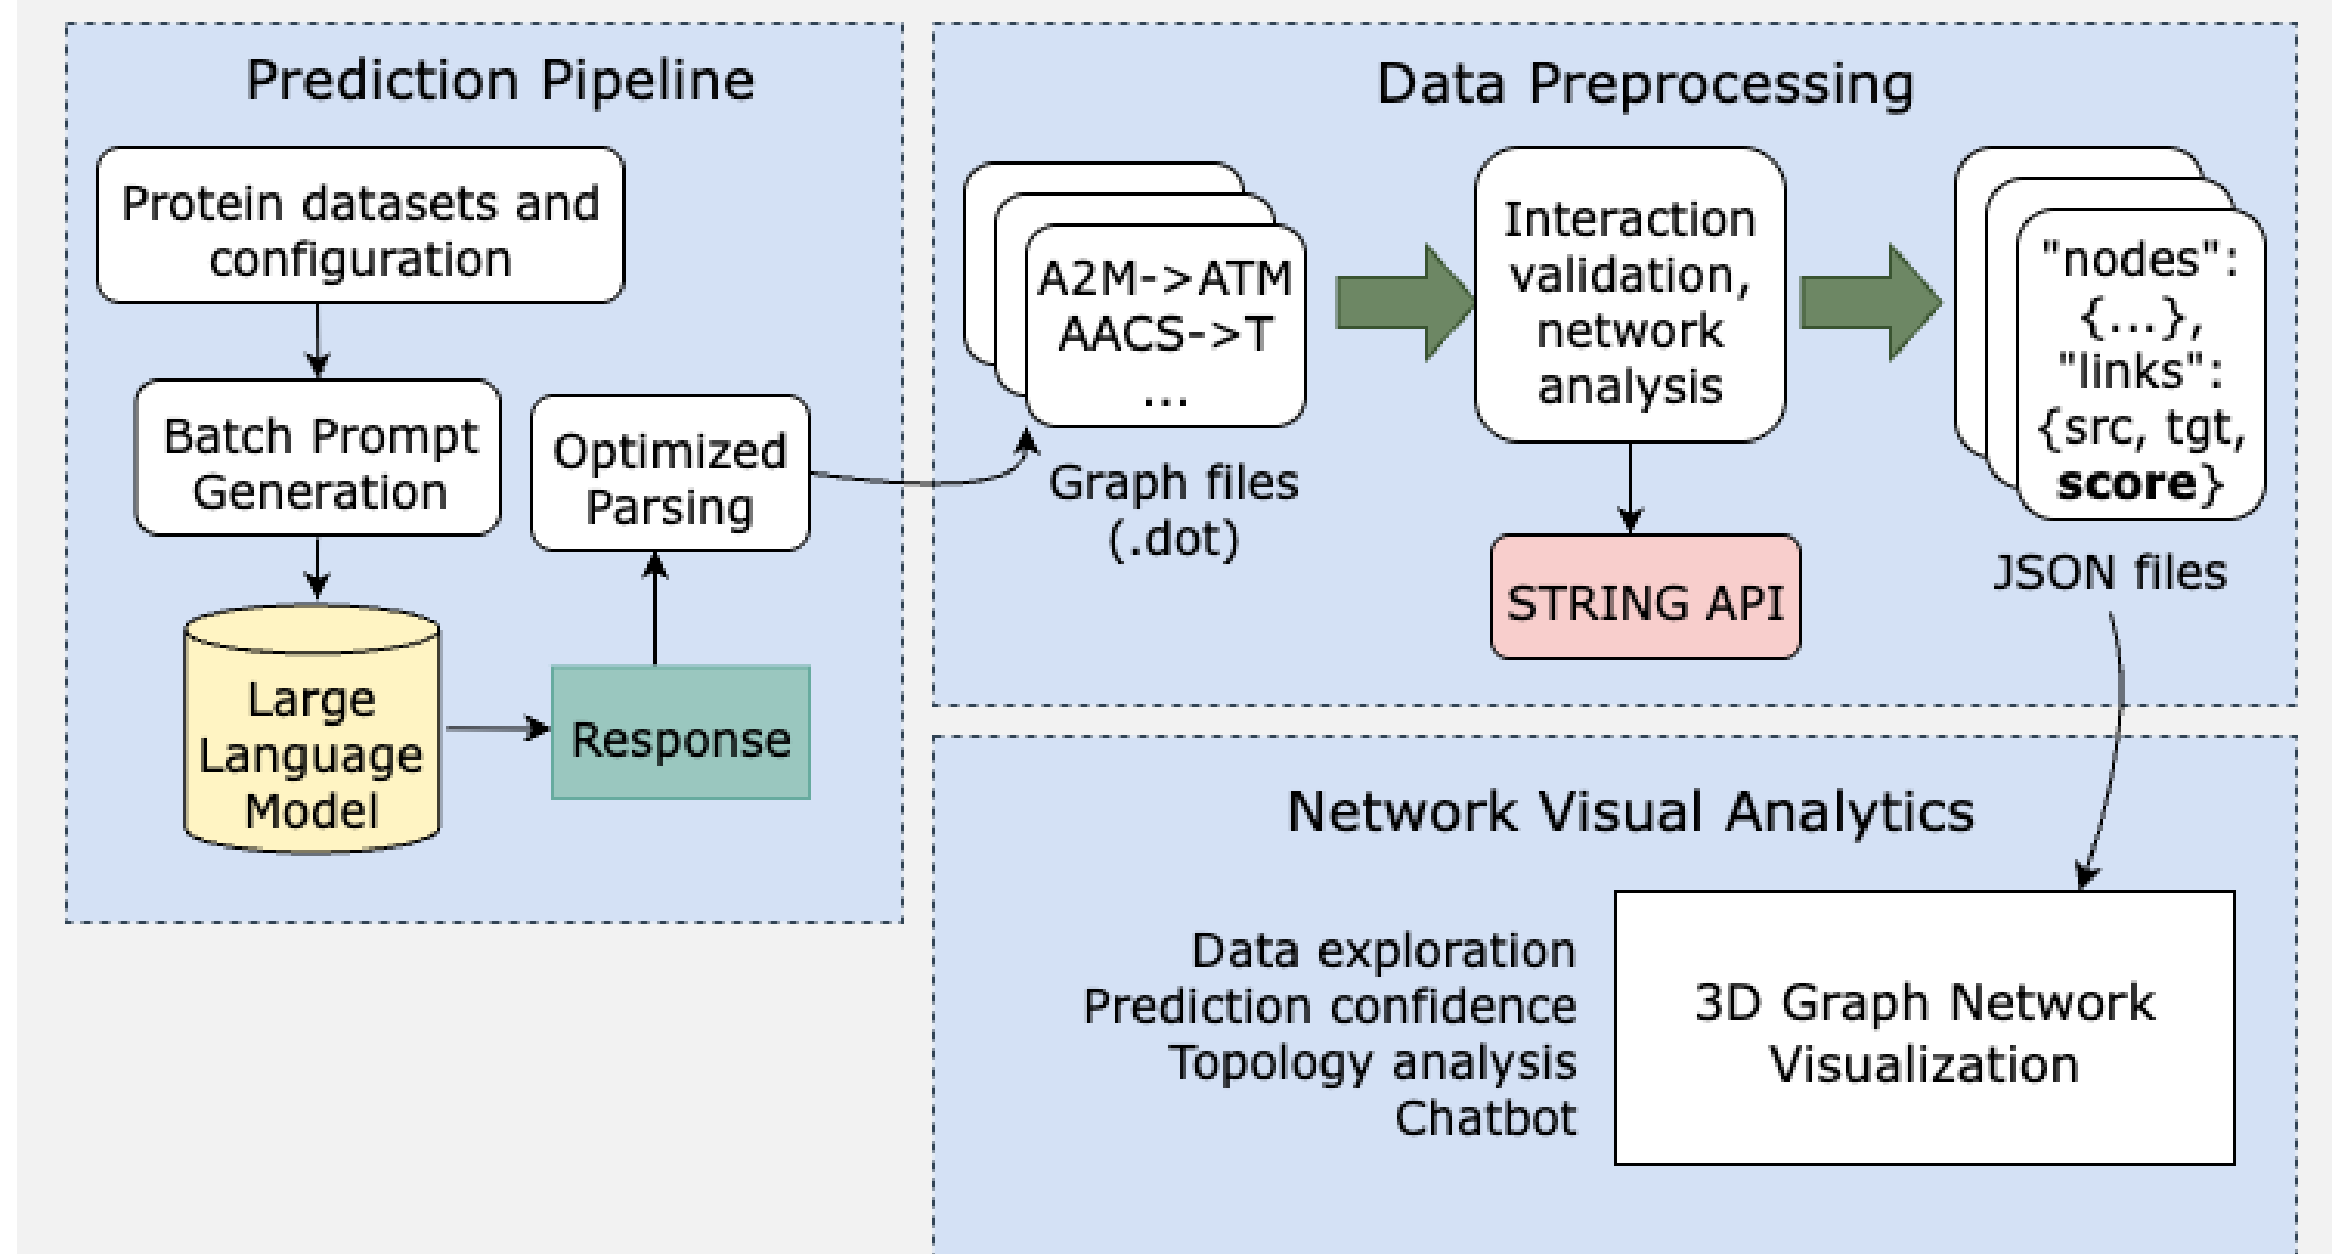 Prediction Pipeline
Protein datasets and
configuration
Batch Prompt
Generation
Large
Language
Model
Response
Optimized
Parsing
Data Preprocessing
A2M->ATM
AACS->T
...
Graph files
(.dot)
Interaction
validation,
network
analysis
STRING API
"nodes":
{...},
"links":
{src, tgt,
score}
JSON files
Network Visual Analytics
Data exploration
Prediction confidence
Topology analysis
Chatbot
3D Graph Network
Visualization